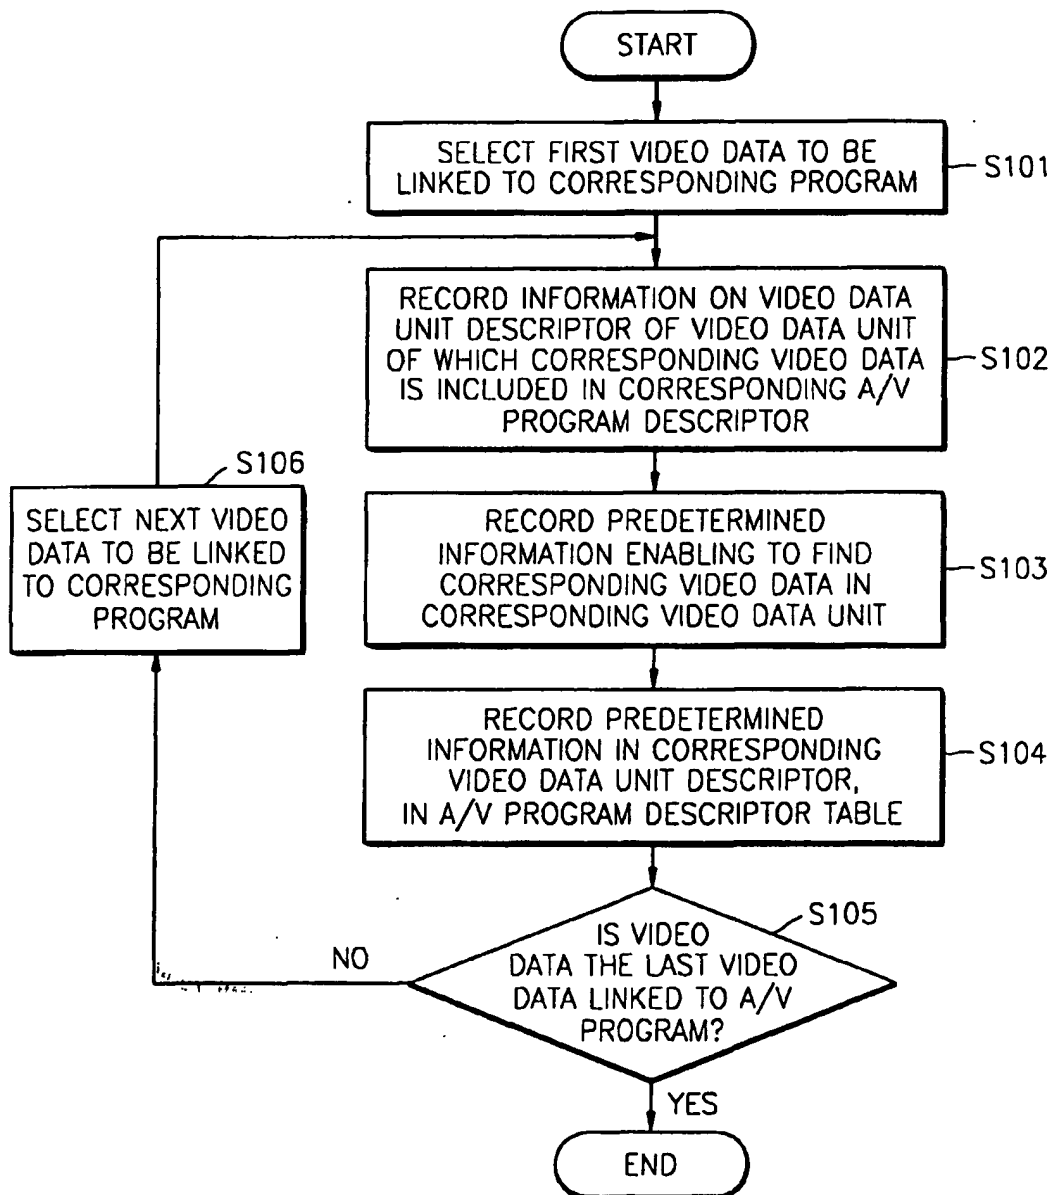 START
SELECT FIRST VIDEO DATA TO BE
LINKED TO CORRESPONDING PROGRAM
S101
RECORD INFORMATION ON VIDEO DATA
UNIT DESCRIPTOR OF VIDEO DATA UNIT
OF WHICH CORRESPONDING VIDEO DATA
IS INCLUDED IN CORRESPONDING A/V
PROGRAM DESCRIPTOR
S102
RECORD PREDETERMINED
INFORMATION ENABLING TO FIND
CORRESPONDING VIDEO DATA IN
CORRESPONDING VIDEO DATA UNIT
S103
RECORD PREDETERMINED
INFORMATION IN CORRESPONDING
VIDEO DATA UNIT DESCRIPTOR,
IN A/V PROGRAM DESCRIPTOR TABLE
S104
IS VIDEO
DATA THE LAST VIDEO
DATA LINKED TO A/V
PROGRAM?
S105
NO
S106
SELECT NEXT VIDEO
DATA TO BE LINKED
TO CORRESPONDING
PROGRAM
YES
END